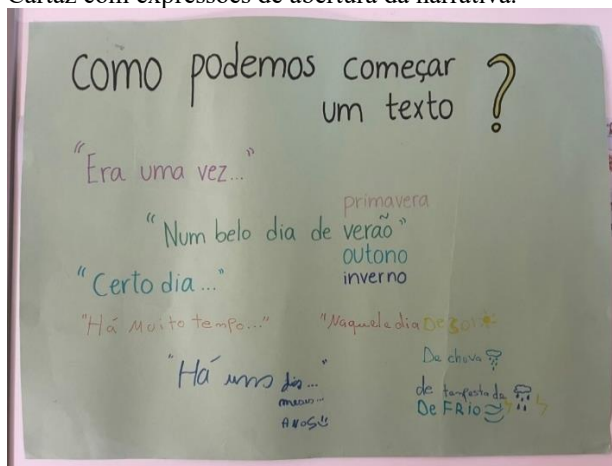 Cartaz com expressões de abertura da narrativa.
Como podemos começar
um texto ?
"Era uma vez..."
primavera
"Num belo dia de verão"
outono
inverno
"Certo dia..."
"Há muito tempo..."
"Naquele dia De SOL
De chuva
de tempestade
De FRio
"Há uns dias..."
meses...
ANOS